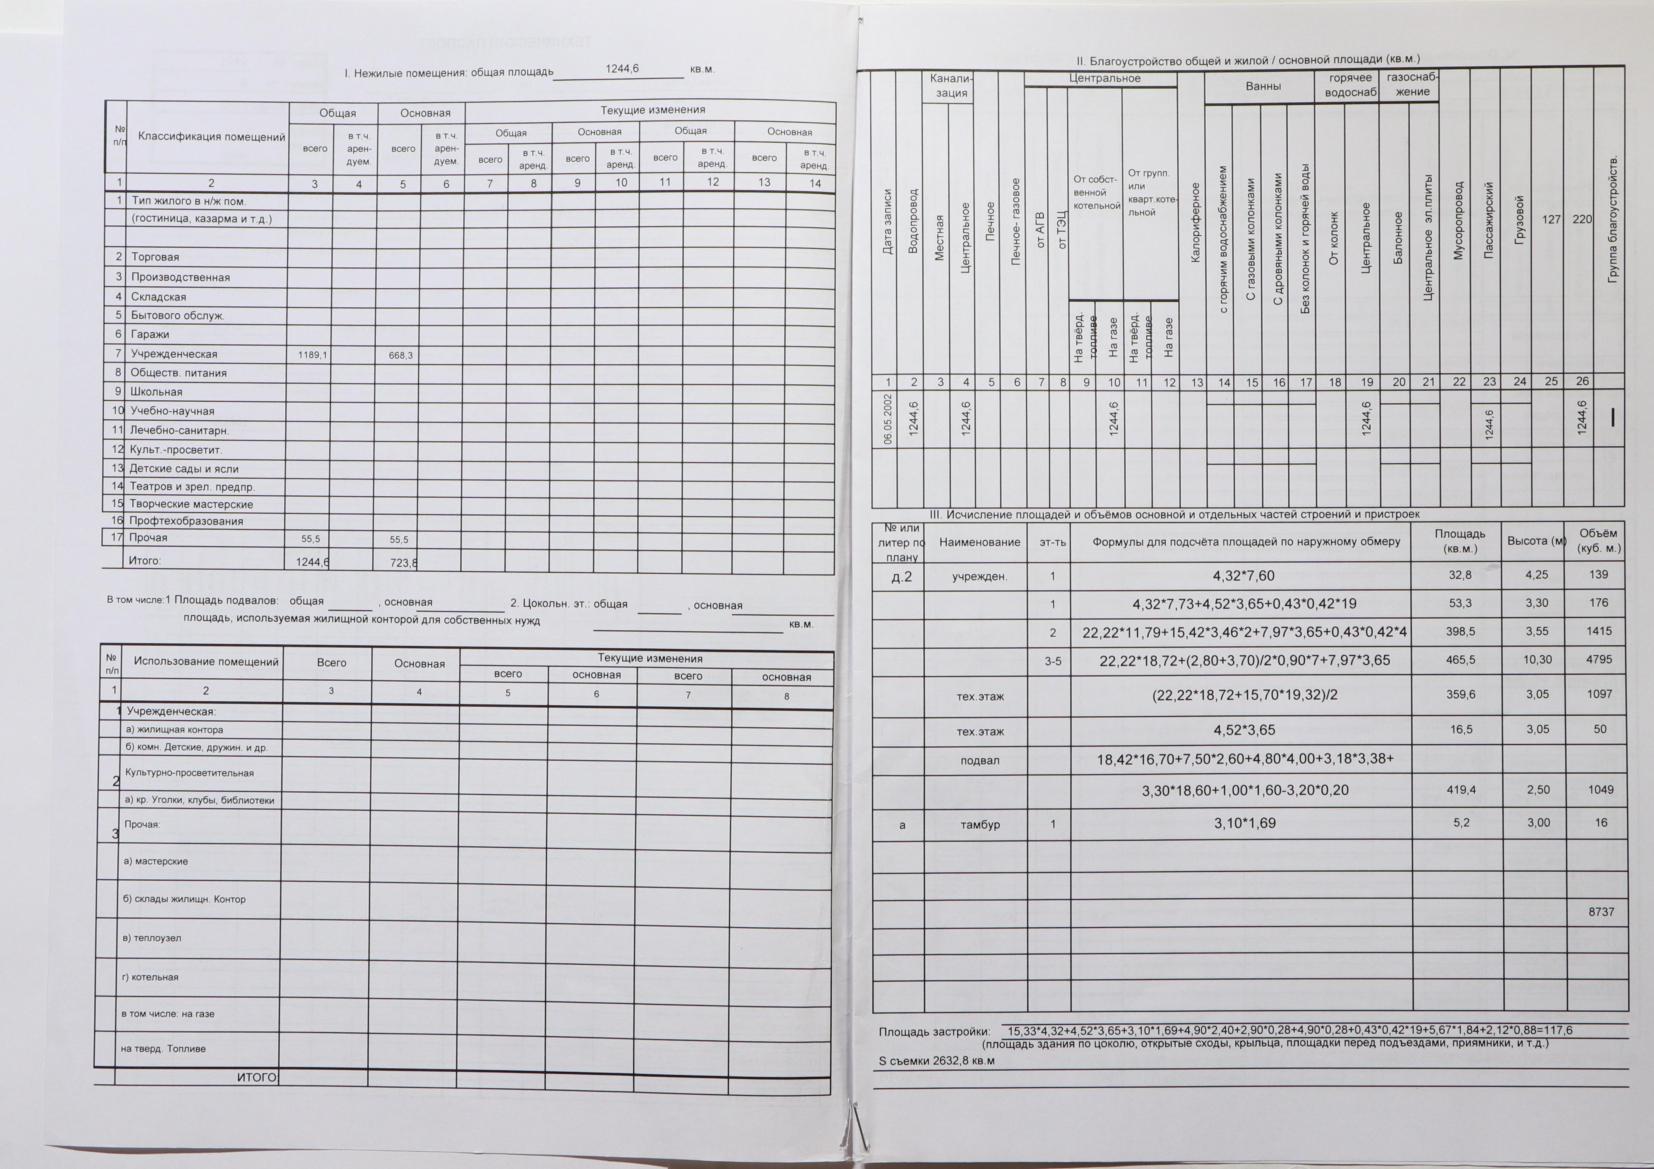 I. Нежилые помещения: общая площадь 1244,6 кв.м.
№ п/п Классификация помещений Общая Основная Текущие изменения
Общая Основная Общая Основная
всего в т.ч. арен- дуем. всего в т.ч. арен- дуем. всего в т.ч. аренд. всего в т.ч. аренд. всего в т.ч. аренд. всего в т.ч. аренд
1 2 3 4 5 6 7 8 9 10 11 12 13 14
1 Тип жилого в н/ж пом.
(гостиница, казарма и т.д.)
2 Торговая
3 Производственная
4 Складская
5 Бытового обслуж.
6 Гаражи
7 Учрежденческая 1189,1 668,3
8 Обществ. питания
9 Школьная
10 Учебно-научная
11 Лечебно-санитарн.
12 Культ.-просветит.
13 Детские сады и ясли
14 Театров и зрел. предпр.
15 Творческие мастерские
16 Профтехобразования
17 Прочая 55,5 55,5
Итого: 1244,6 723,8
В том числе:1 Площадь подвалов: общая , основная 2. Цокольн. эт.: общая , основная
площадь, используемая жилищной конторой для собственных нужд кв.м.
№ п/п Использование помещений Всего Основная Текущие изменения
всего основная всего основная
1 2 3 4 5 6 7 8
1 Учрежденческая:
а) жилищная контора
б) комн. Детские, дружин. и др.
2 Культурно-просветительная
а) кр. Уголки, клубы, библиотеки
3 Прочая:
а) мастерские
б) склады жилищн. Контор
в) теплоузел
г) котельная
в том числе: на газе
на тверд. Топливе
ИТОГО:
II. Благоустройство общей и жилой / основной площади (кв.м.)
Дата записи
Водопровод
Канали- зация
Местная
Центральное
Печное
Печное- газовое
Центральное
от АГВ
от ТЭЦ
От собст- венной котельной
На твёрд. топливе
На газе
От групп. или кварт.коте- льной
На твёрд. топливе
На газе
Калориферное
Ванны
с горячим водоснабжением
С газовыми колонками
С дровяными колонками
Без колонок и горячей воды
горячее водоснаб
От колонк
Центральное
газоснаб- жение
Балонное
Центральное эл.плиты
Мусоропровод
Пассажирский
Грузовой
127
220
Группа благоустройств.
1 2 3 4 5 6 7 8 9 10 11 12 13 14 15 16 17 18 19 20 21 22 23 24 25 26
06.05.2002 1244,6 1244,6 1244,6 1244,6 1244,6 1244,6 I
III. Исчисление площадей и объёмов основной и отдельных частей строений и пристроек
№ или литер по плану Наименование эт-ть Формулы для подсчёта площадей по наружному обмеру Площадь (кв.м.) Высота (м) Объём (куб. м.)
д.2 учрежден. 1 4,32*7,60 32,8 4,25 139
1 4,32*7,73+4,52*3,65+0,43*0,42*19 53,3 3,30 176
2 22,22*11,79+15,42*3,46*2+7,97*3,65+0,43*0,42*4 398,5 3,55 1415
3-5 22,22*18,72+(2,80+3,70)/2*0,90*7+7,97*3,65 465,5 10,30 4795
тех.этаж (22,22*18,72+15,70*19,32)/2 359,6 3,05 1097
тех.этаж 4,52*3,65 16,5 3,05 50
подвал 18,42*16,70+7,50*2,60+4,80*4,00+3,18*3,38+
3,30*18,60+1,00*1,60-3,20*0,20 419,4 2,50 1049
а тамбур 1 3,10*1,69 5,2 3,00 16
8737
Площадь застройки: 15,33*4,32+4,52*3,65+3,10*1,69+4,90*2,40+2,90*0,28+4,90*0,28+0,43*0,42*19+5,67*1,84+2,12*0,88=117,6
(площадь здания по цоколю, открытые сходы, крыльца, площадки перед подъездами, приямники, и т.д.)
S съемки 2632,8 кв.м